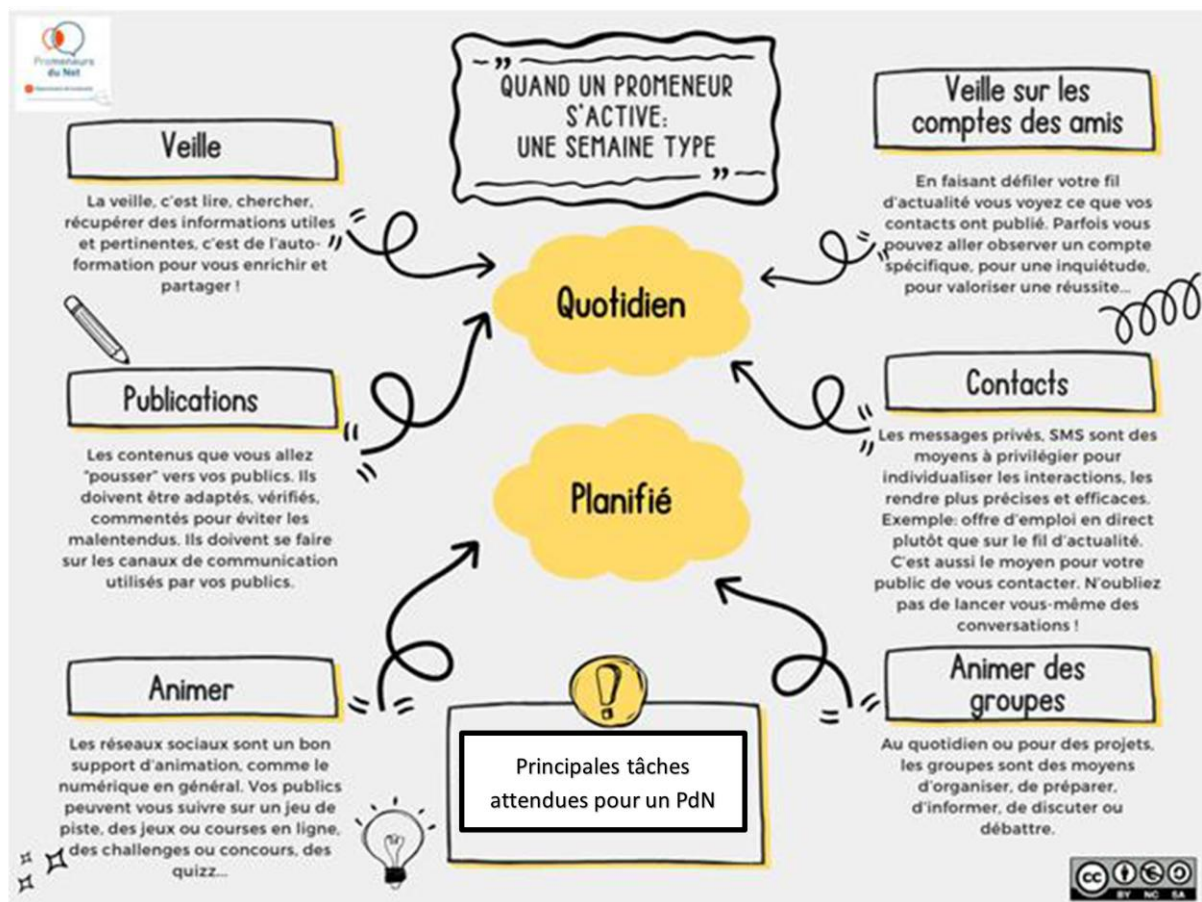 Promeneurs
du Net
„
QUAND UN PROMENEUR
S'ACTIVE:
UNE SEMAINE TYPE
„
Veille
La veille, c'est lire, chercher,
récupérer des informations utiles
et pertinentes, c'est de l'auto-
formation pour vous enrichir et
partager !
Veille sur les
comptes des amis
En faisant défiler votre fil
d'actualité vous voyez ce que vos
contacts ont publié. Parfois vous
pouvez aller observer un compte
spécifique, pour une inquiétude,
pour valoriser une réussite...
Quotidien
Publications
Les contenus que vous allez
"pousser" vers vos publics. Ils
doivent être adaptés, vérifiés,
commentés pour éviter les
malentendus. Ils doivent se faire
sur les canaux de communication
utilisés par vos publics.
Contacts
Les messages privés, SMS sont des
moyens à privilégier pour
individualiser les interactions, les
rendre plus précises et efficaces.
Exemple: offre d'emploi en direct
plutôt que sur le fil d'actualité.
C'est aussi le moyen pour votre
public de vous contacter. N'oubliez
pas de lancer vous-même des
conversations !
Planifié
Animer
Les réseaux sociaux sont un bon
support d'animation, comme le
numérique en général. Vos publics
peuvent vous suivre sur un jeu de
piste, des jeux ou courses en ligne,
des challenges ou concours, des
quizz...
!
Principales tâches
attendues pour un PdN
Animer des
groupes
Au quotidien ou pour des projets,
les groupes sont des moyens
d'organiser, de préparer,
d'informer, de discuter ou
débattre.
cc
BY NC SA